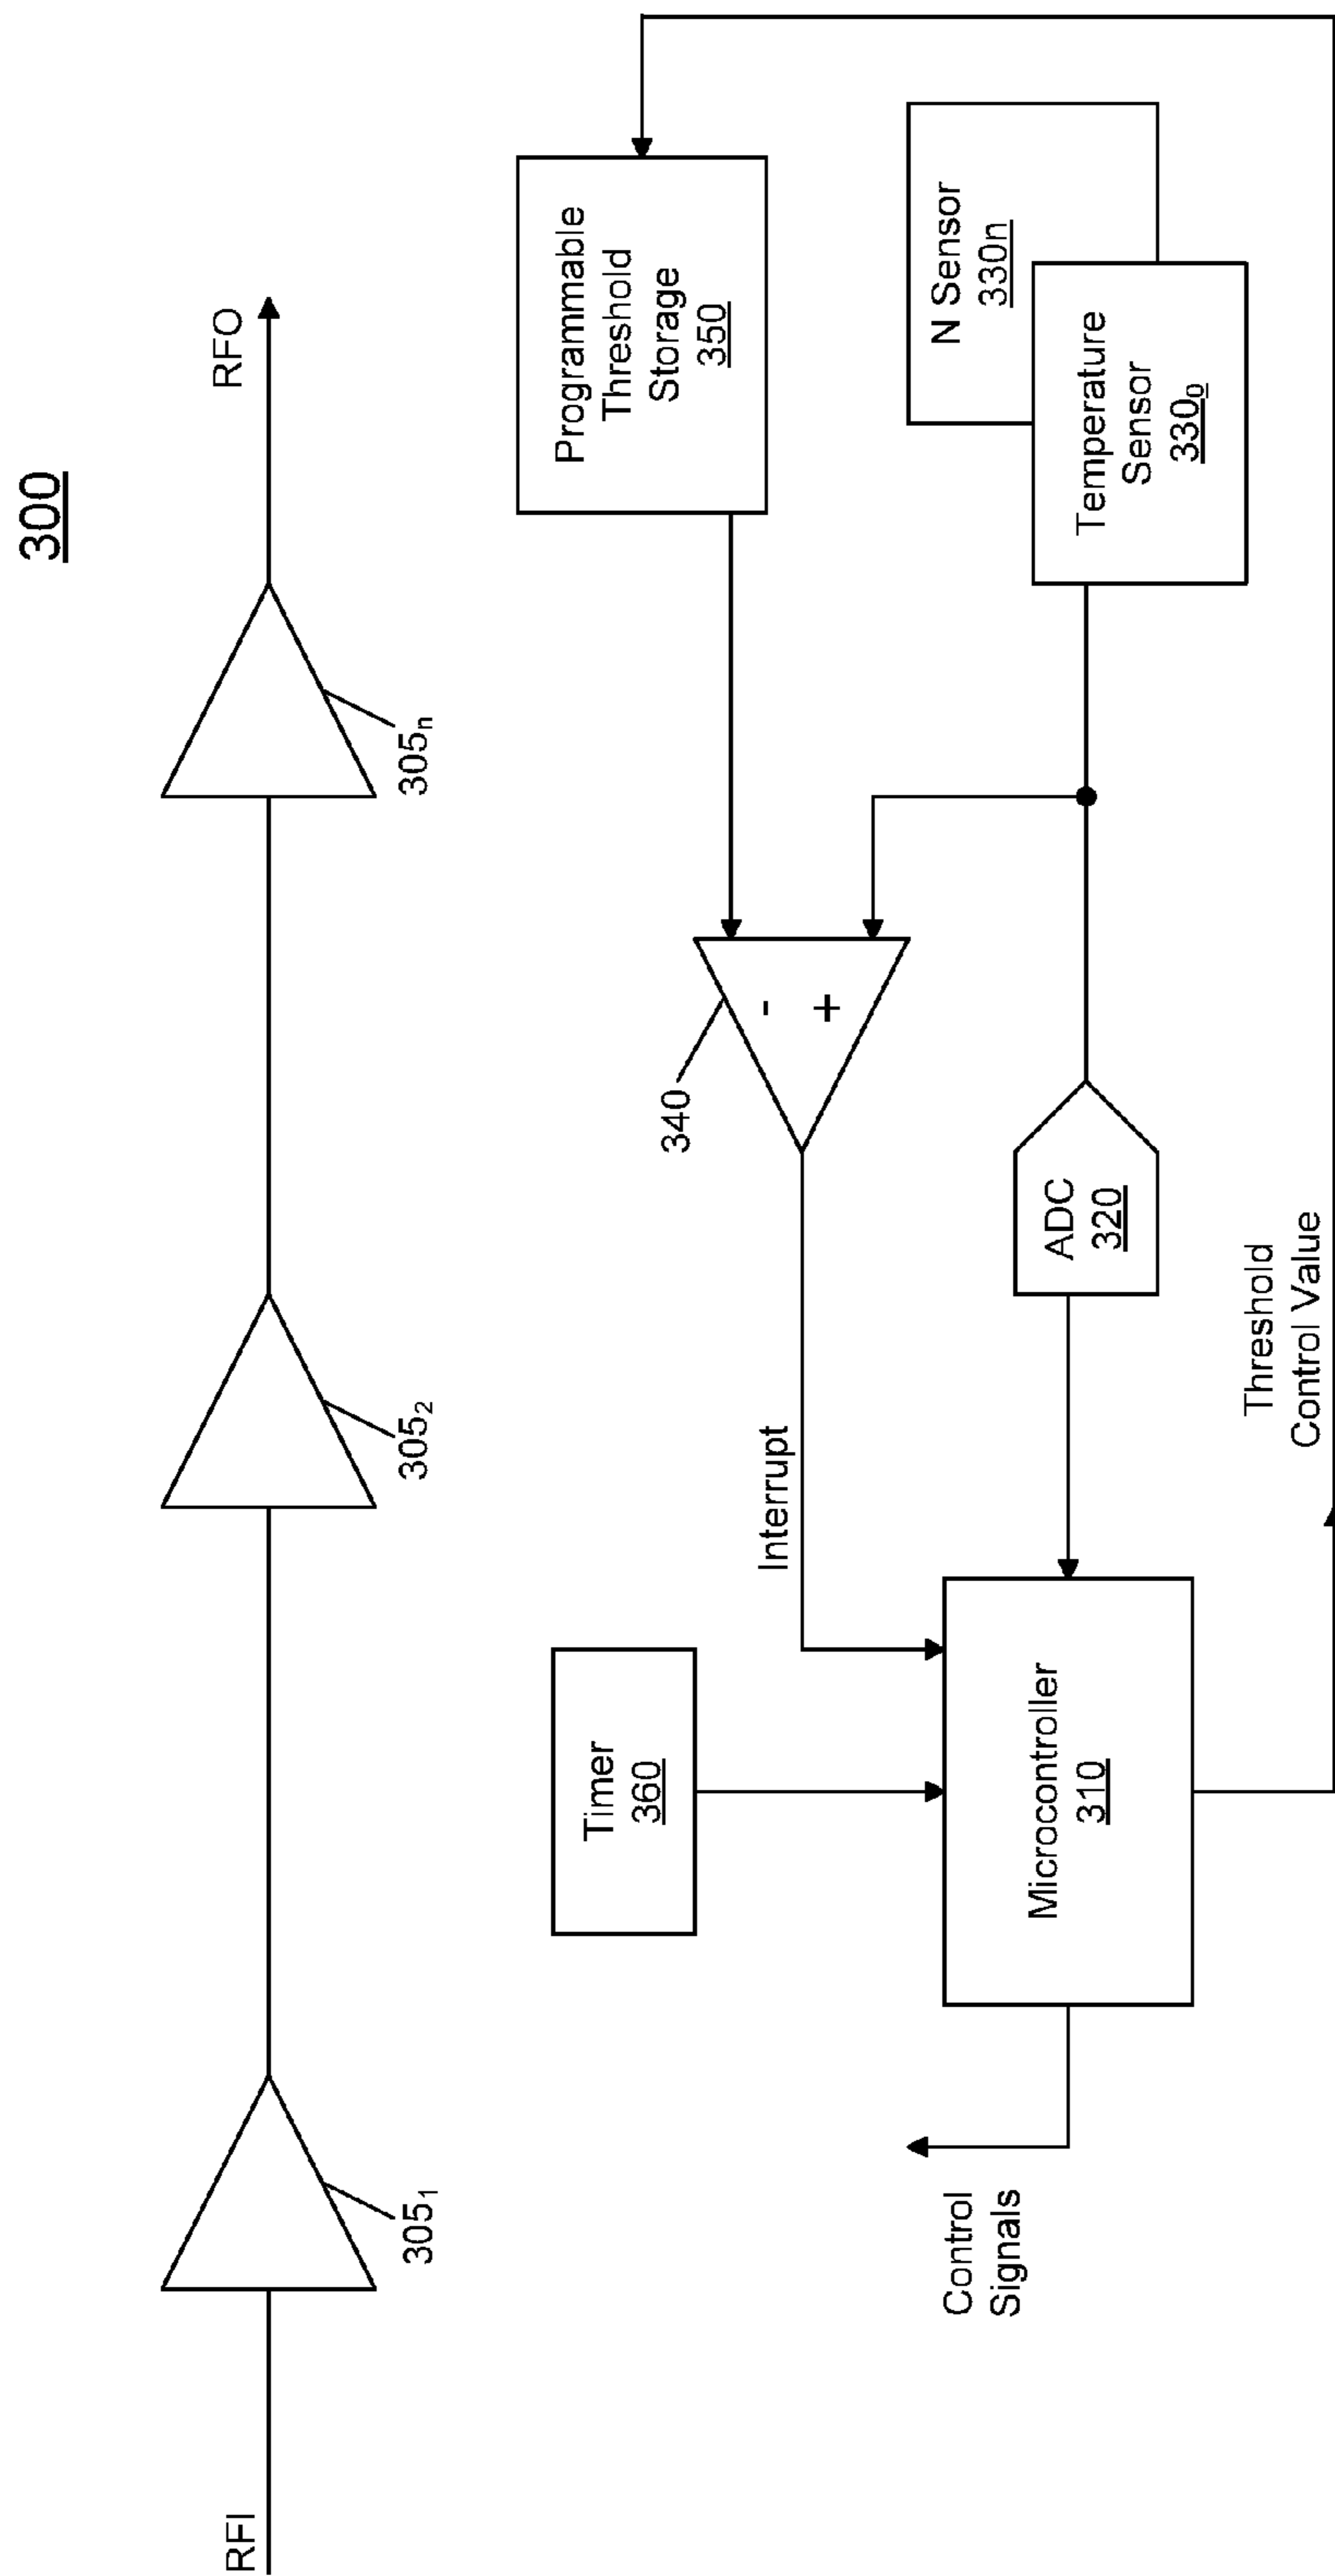 300
RFI
RFO
305₁
305₂
305ₙ
Timer
360
Interrupt
340
-
+
Programmable
Threshold
Storage
350
Control
Signals
Microcontroller
310
ADC
320
Temperature
Sensor
330₀
N Sensor
330n
Threshold
Control Value